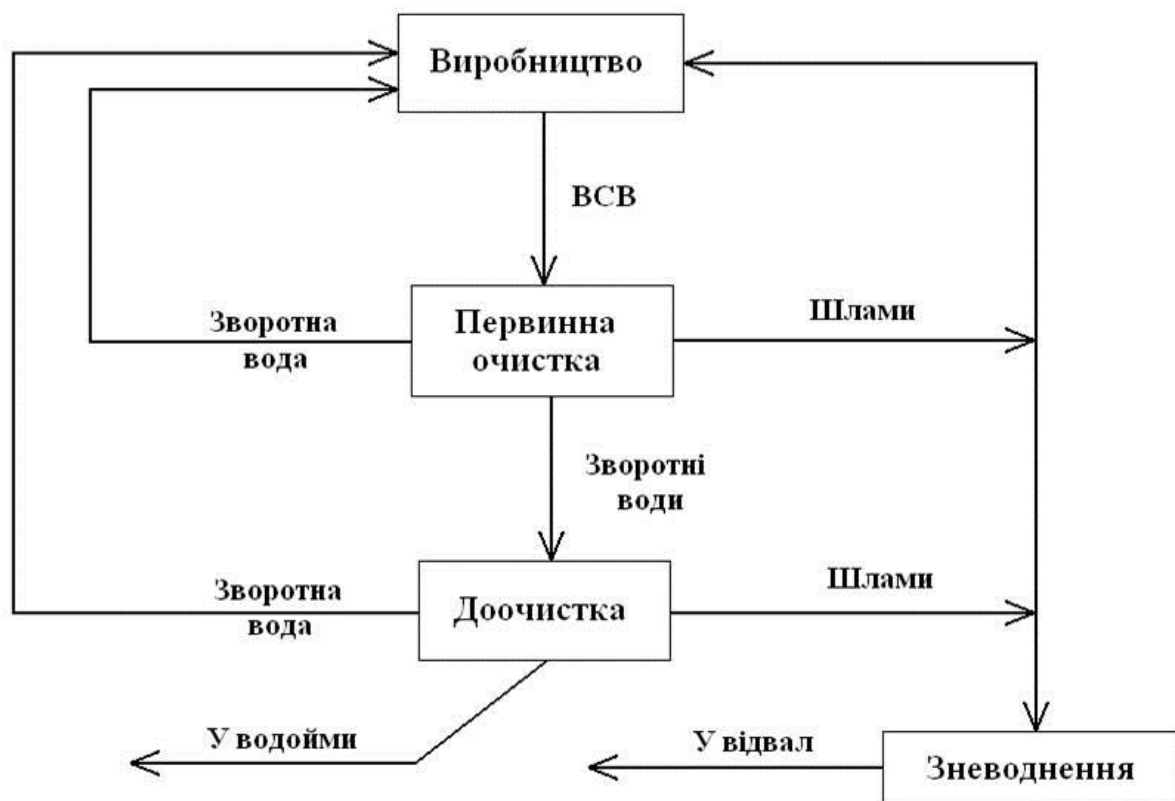 Виробництво
ВСВ
Зворотна
вода
Первинна
очистка
Шлами
Зворотні
води
Зворотна
вода
Доочистка
Шлами
У водойми
У відвал
Зневоднення